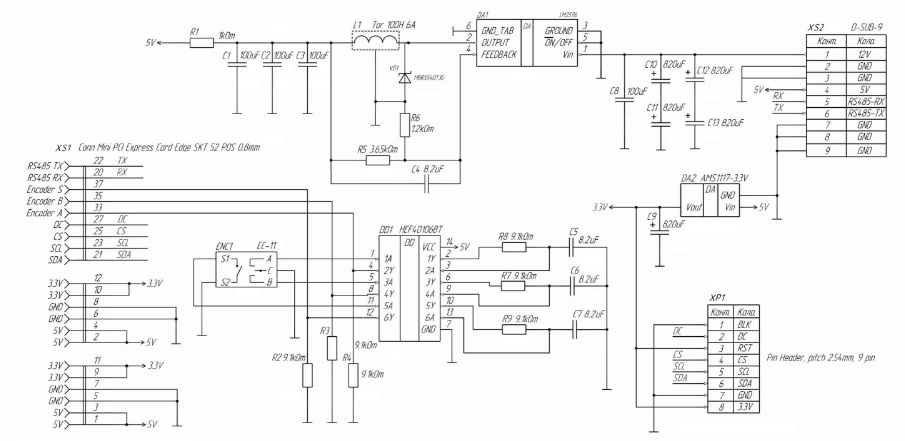 R1 1kOm
5V
C1 100uF C2 100uF C3 100uF
L1 Tor 100H 6A
VD1
MBRS540T3G
R6
1.2kOm
R5 3.65kOm
C4 8.2uF
DA1 LM2596
6 GND_TAB DA GROUND 3
2 OUTPUT ON/OFF 5
4 FEEDBACK Vin 1
C8 100uF
C10 820uF
C11 820uF
C12 820uF
C13 820uF
XS2 D-SUB-9
Конт. Кола.
1 12V
2 GND
3 GND
5V 4 5V
RX 5 RS485-RX
TX 6 RS485-TX
7 GND
8 GND
9 GND
XS1 Conn Mini PCI Express Card Edge SKT 52 POS 0.8mm
RS485 TX 22 TX
RS485 RX 20 RX
Encoder S 37
Encoder B 35
Encoder A 33
DC 27 DC
CS 25 CS
SCL 23 SCL
SDA 21 SDA
3.3V 12 3.3V
3.3V 10
GND 8
GND 6
5V 4
5V 2 5V
3.3V 11 3.3V
3.3V 9
GND 7
GND 5
5V 3
5V 1 5V
ENC1 EC-11
S1 A
C
S2 B
R2 9.1kOm
R3
9.1kOm
R4
9.1kOm
DD1 HEF40106BT
1 1A DD VCC 14 5V
4 2Y 1Y 2
5 3A 2A 3
8 4Y 3Y 6
11 5A 4A 9
12 6Y 5Y 10
6A 13
GND 7
R8 9.1kOm
R7 9.1kOm
R9 9.1kOm
C5
8.2uF
C6
8.2uF
C7 8.2uF
DA2 AMS1117-3.3V
DA GND
3.3V Vout Vin 5V
C9
820uF
XP1
Конт. Кола.
1 BLK
DC 2 DC
3 RST
CS 4 CS
SCL 5 SCL
SDA 6 SDA
7 GND
8 3.3V
Pin Header, pitch 2.54mm, 9 pin